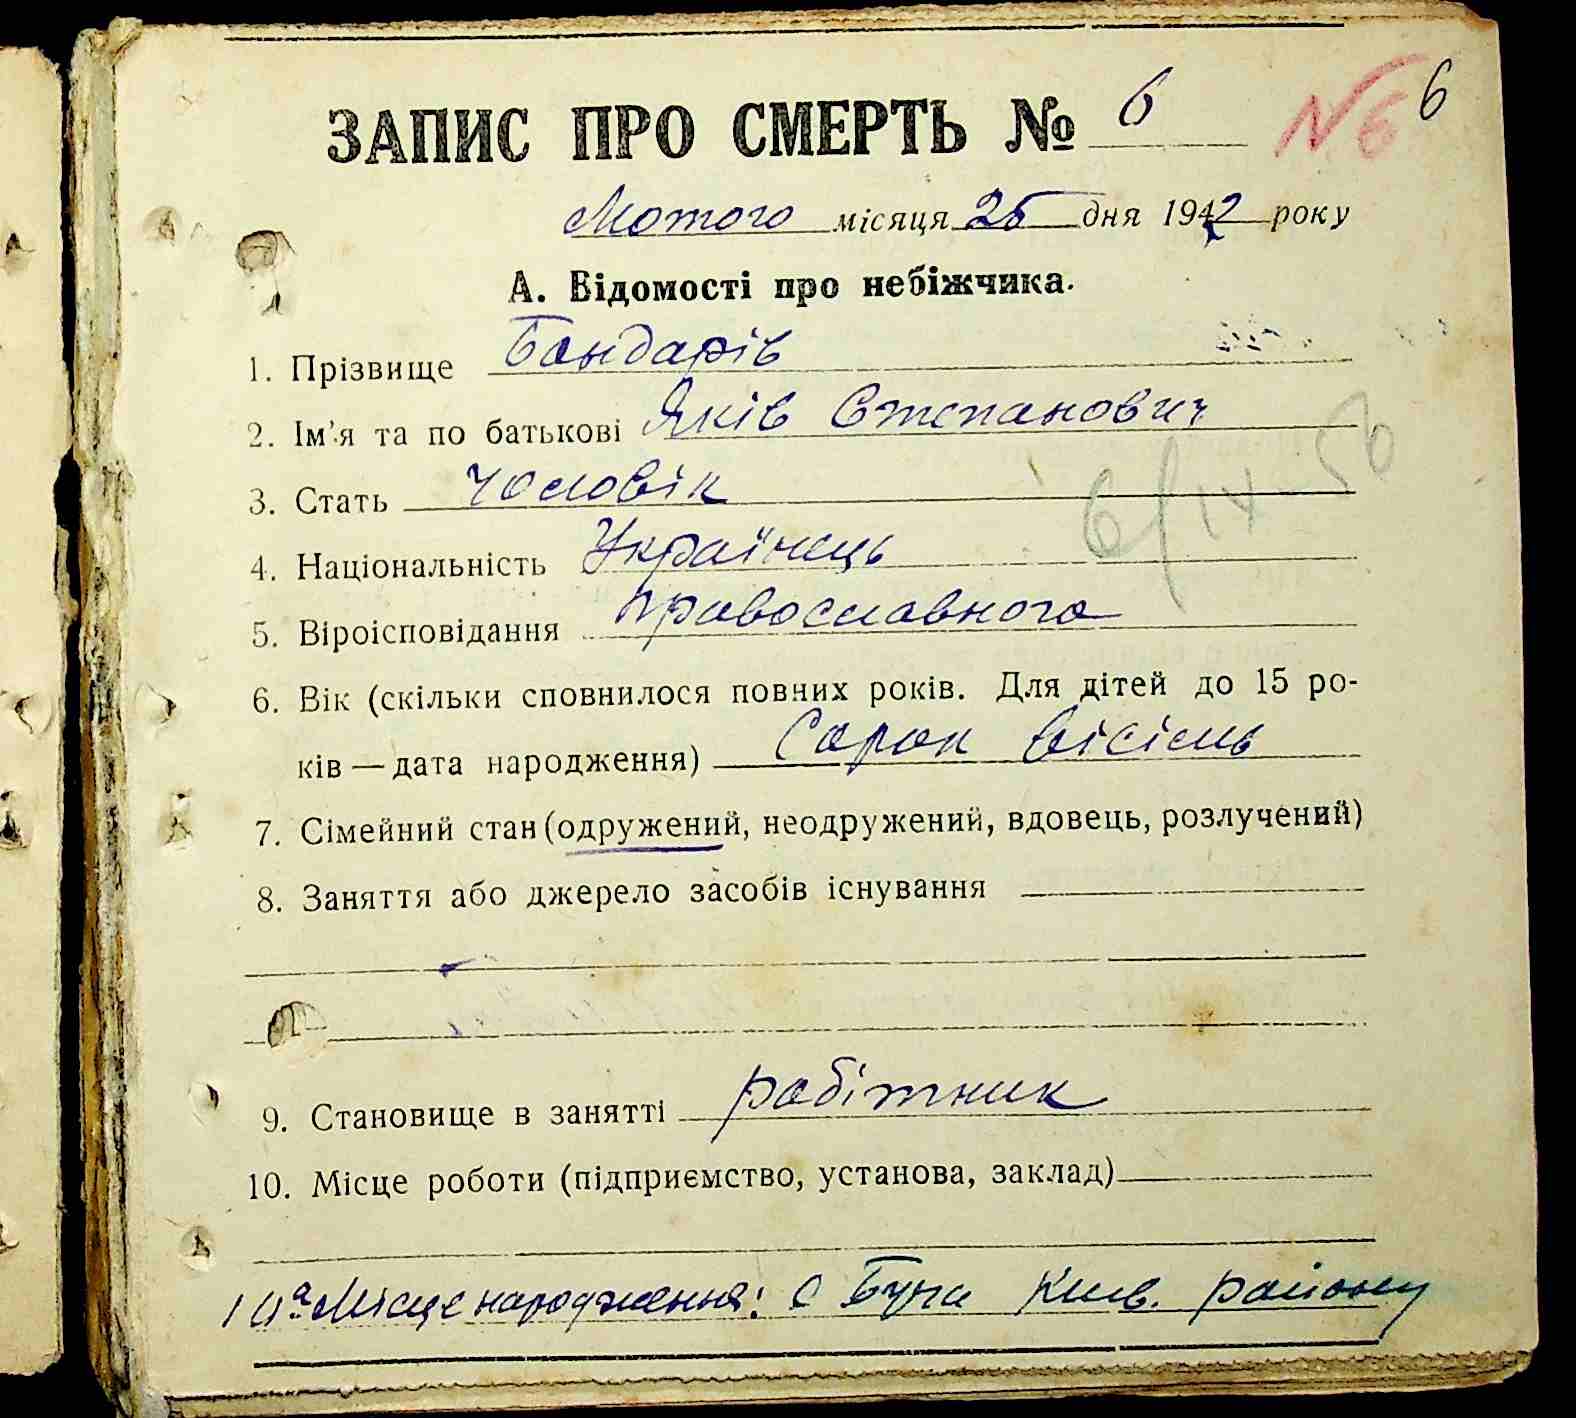 ЗАПИС ПРО СМЕРТЬ № 6 №6 6
Лютого місяця 25 дня 1942 року
А. Відомості про небіжчика.
1. Прізвище Бондарів
2. Ім'я та по батькові Яків Степанович
3. Стать чоловік
4. Національність Українець
5. Віроісповідання православного
6. Вік (скільки сповнилося повних років. Для дітей до 15 ро-
ків — дата народження) Сорок вісімь
7. Сімейний стан (одружений, неодружений, вдовець, розлучений)
8. Заняття або джерело засобів існування
9. Становище в занятті робітник
10. Місце роботи (підприємство, установа, заклад)
10а Місце народження: с Буча Київ. району